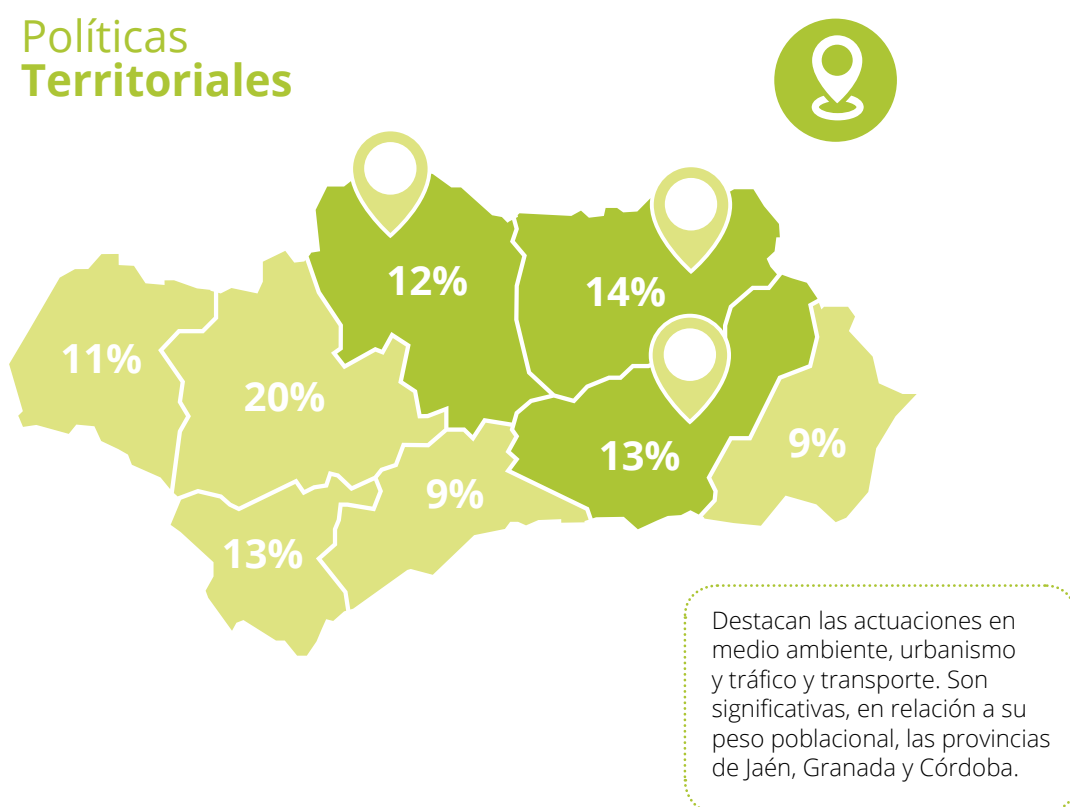 Políticas
Territoriales
12%
14%
11%
20%
13%
9%
9%
13%
Destacan las actuaciones en
medio ambiente, urbanismo
y tráfico y transporte. Son
significativas, en relación a su
peso poblacional, las provincias
de Jaén, Granada y Córdoba.